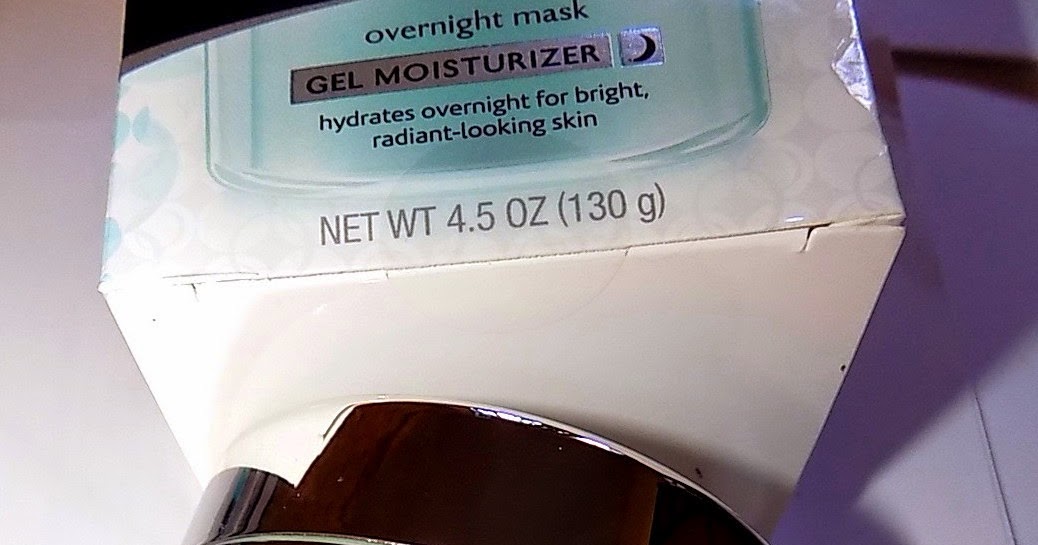 overnight mask
GEL MOISTURIZER
hydrates overnight for bright,
radiant-looking skin
NET WT 4.5 OZ (130 g)